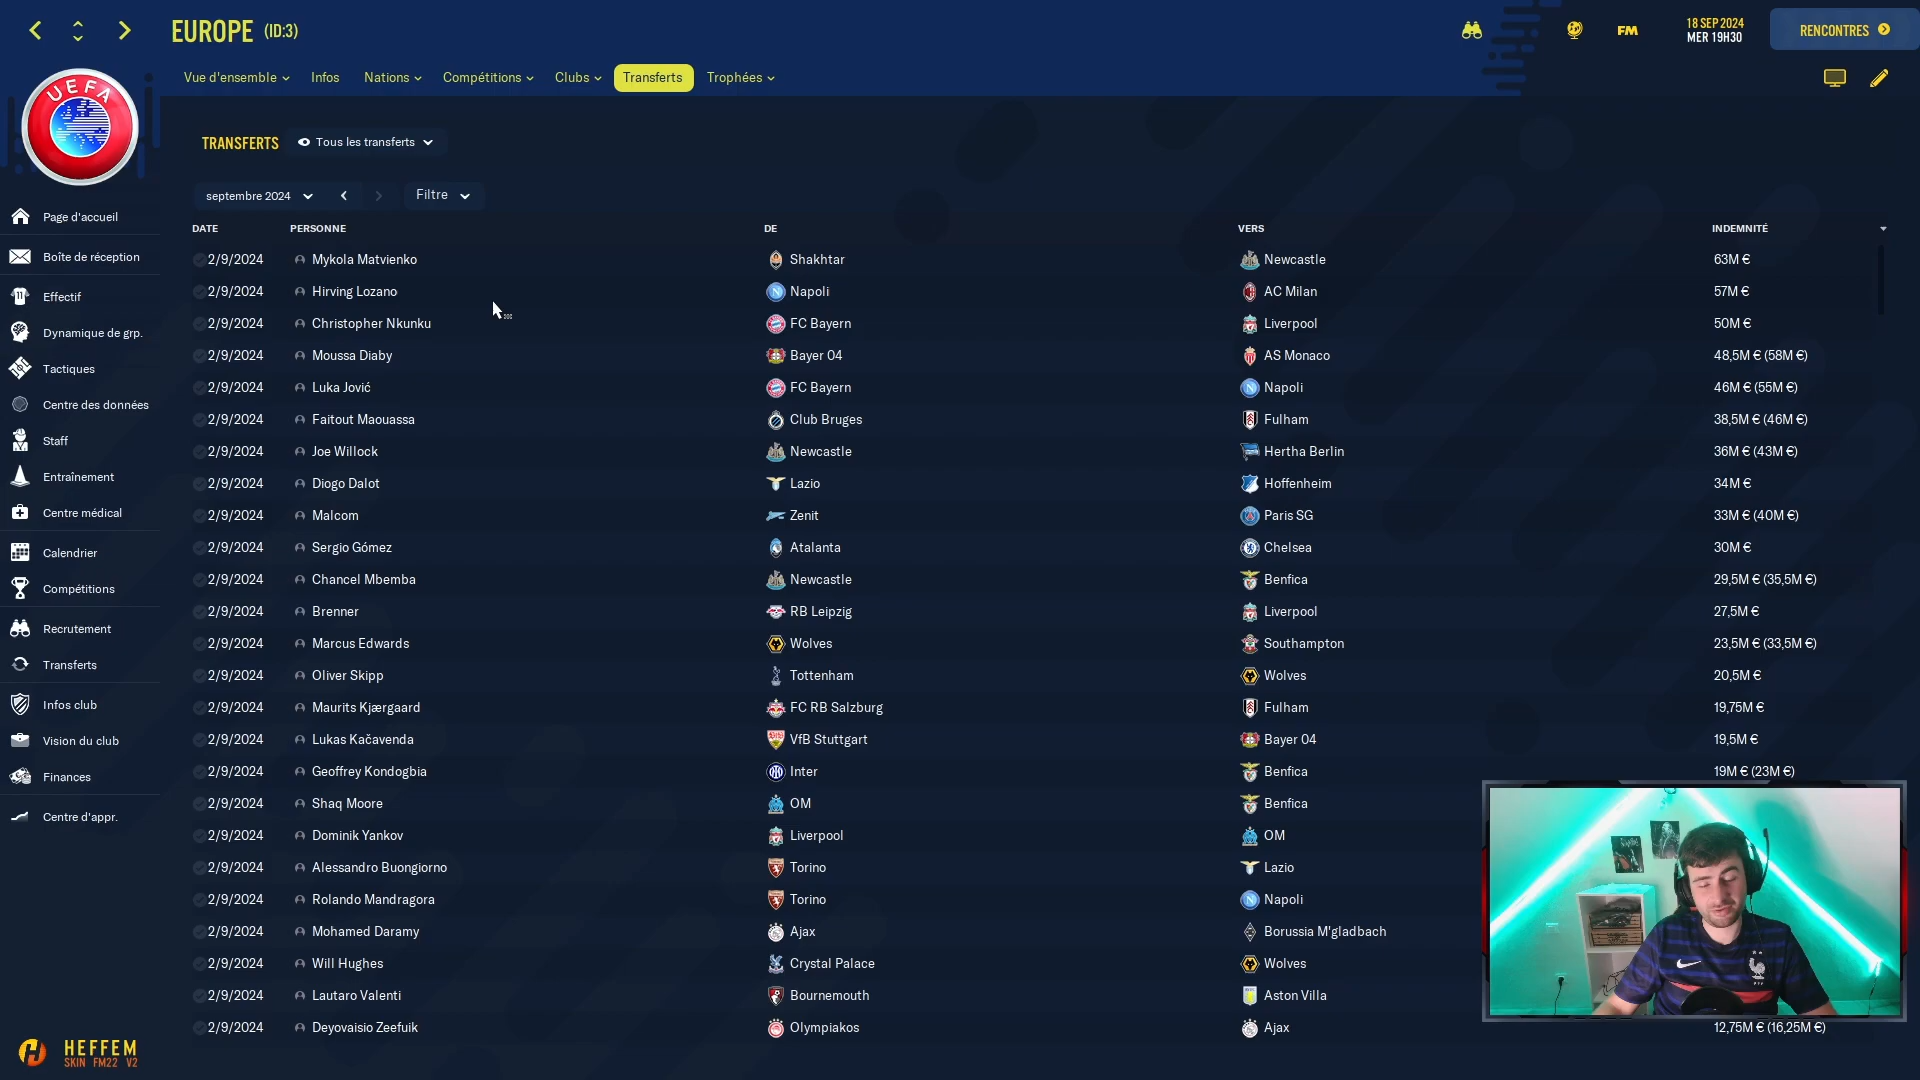 EUROPE (ID:3)
FM
18 SEP 2024
MER 19H30
RENCONTRES
Vue d'ensemble
Infos
Nations
Compétitions
Clubs
Transferts
Trophées
UEFA
TRANSFERTS
Tous les transferts
septembre 2024
Filtre
Page d'accueil
Boîte de réception
Effectif
Dynamique de grp.
Tactiques
Centre des données
Staff
Entraînement
Centre médical
Calendrier
Compétitions
Recrutement
Transferts
Infos club
Vision du club
Finances
Centre d'appr.
HEFFEM
SKIN FM22 V2
DATE PERSONNE DE VERS INDEMNITÉ
2/9/2024 Mykola Matvienko Shakhtar Newcastle 63M €
2/9/2024 Hirving Lozano Napoli AC Milan 57M €
2/9/2024 Christopher Nkunku FC Bayern Liverpool 50M €
2/9/2024 Moussa Diaby Bayer 04 AS Monaco 48,5M € (58M €)
2/9/2024 Luka Jović FC Bayern Napoli 46M € (55M €)
2/9/2024 Faitout Maouassa Club Bruges Fulham 38,5M € (46M €)
2/9/2024 Joe Willock Newcastle Hertha Berlin 36M € (43M €)
2/9/2024 Diogo Dalot Lazio Hoffenheim 34M €
2/9/2024 Malcom Zenit Paris SG 33M € (40M €)
2/9/2024 Sergio Gómez Atalanta Chelsea 30M €
2/9/2024 Chancel Mbemba Newcastle Benfica 29,5M € (35,5M €)
2/9/2024 Brenner RB Leipzig Liverpool 27,5M €
2/9/2024 Marcus Edwards Wolves Southampton 23,5M € (33,5M €)
2/9/2024 Oliver Skipp Tottenham Wolves 20,5M €
2/9/2024 Maurits Kjærgaard FC RB Salzburg Fulham 19,75M €
2/9/2024 Lukas Kačavenda VfB Stuttgart Bayer 04 19,5M €
2/9/2024 Geoffrey Kondogbia Inter Benfica 19M € (23M €)
2/9/2024 Shaq Moore OM Benfica
2/9/2024 Dominik Yankov Liverpool OM
2/9/2024 Alessandro Buongiorno Torino Lazio
2/9/2024 Rolando Mandragora Torino Napoli
2/9/2024 Mohamed Daramy Ajax Borussia M'gladbach
2/9/2024 Will Hughes Crystal Palace Wolves
2/9/2024 Lautaro Valenti Bournemouth Aston Villa
2/9/2024 Deyovaisio Zeefuik Olympiakos Ajax 12,75M € (16,25M €)